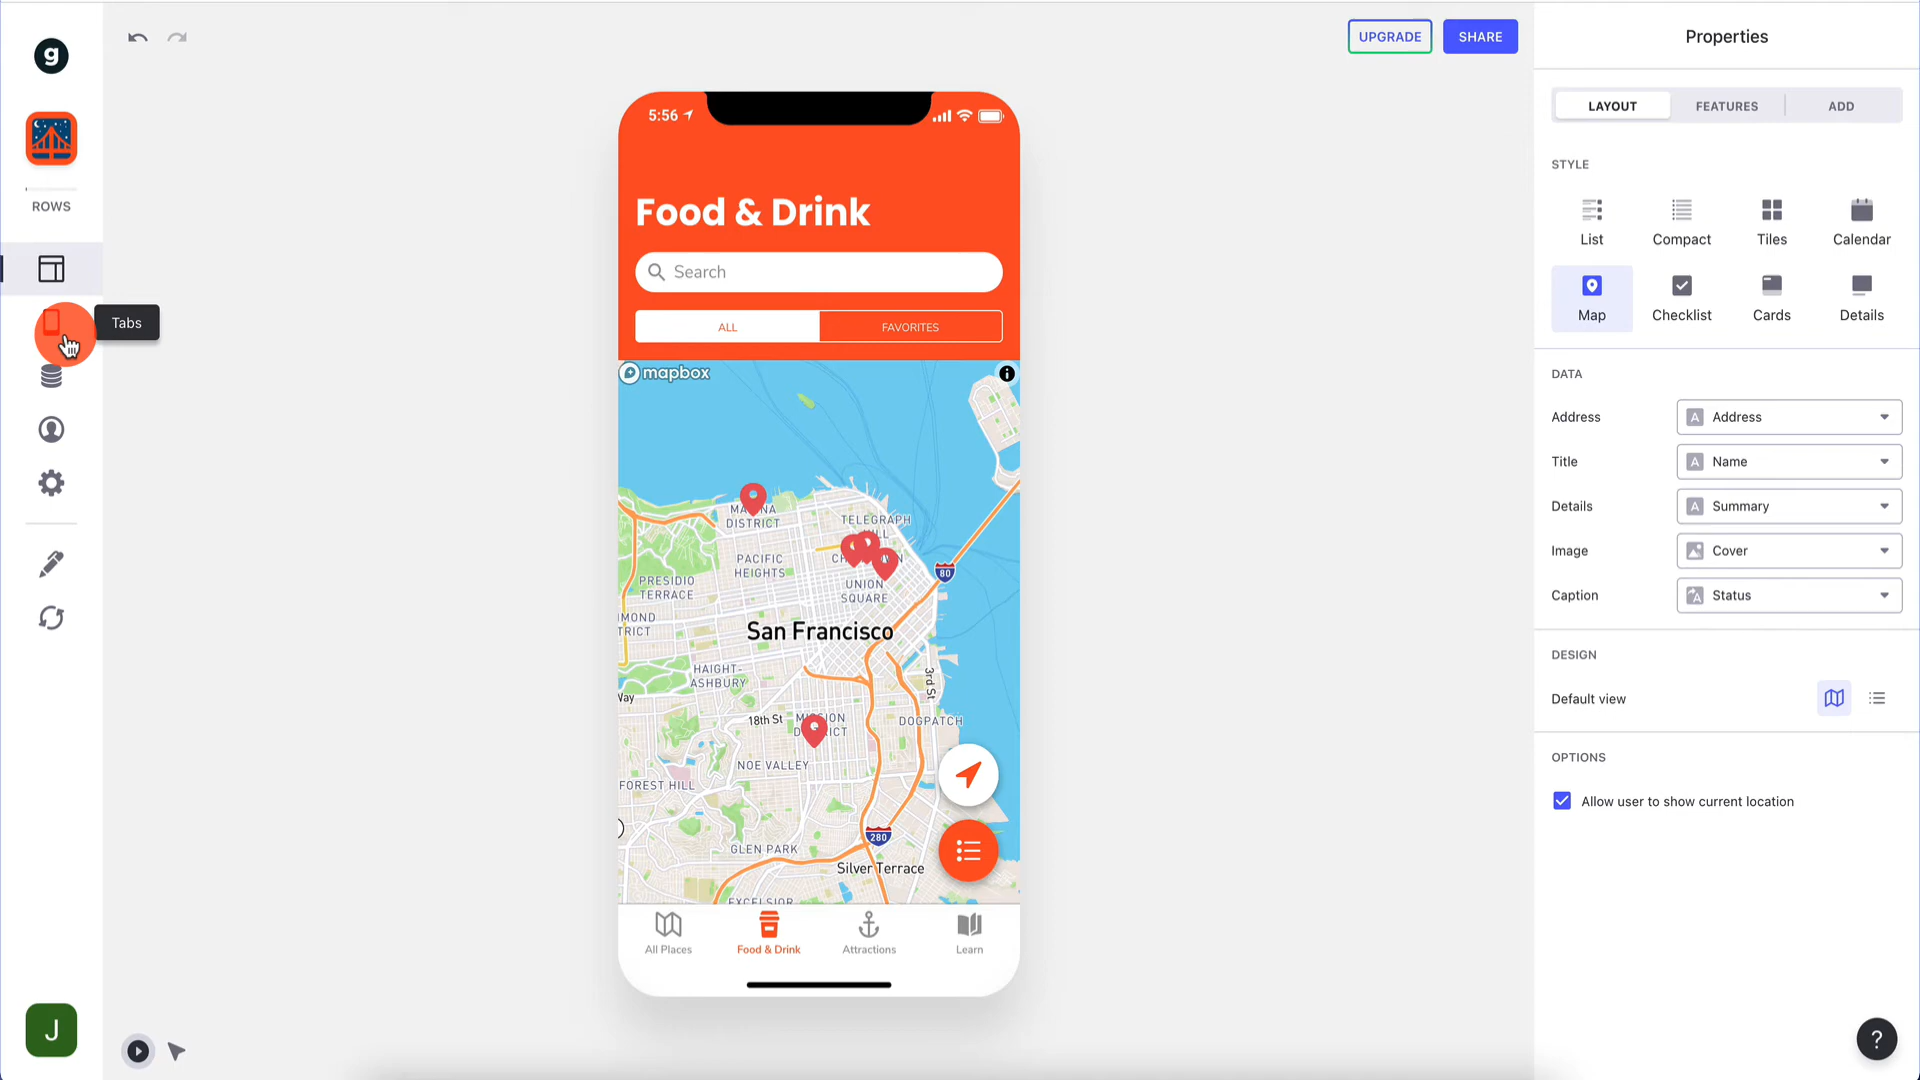 g
UPGRADE
SHARE
Properties
LAYOUT
FEATURES
ADD
ROWS
STYLE
List
Compact
Tiles
Calendar
Map
Checklist
Cards
Details
Tabs
5:56
Food & Drink
Search
ALL
FAVORITES
mapbox
DISTRICT
TELEGRAPH
PACIFIC
HEIGHTS
UNION
SQUARE
80
PRESIDIO
TERRACE
San Francisco
HAIGHT-
ASHBURY
3rd St
Way
18th St
DOGPATCH
NOE VALLEY
FOREST HILL
280
GLEN PARK
Silver Terrace
EXCELSIOR
All Places
Food & Drink
Attractions
Learn
DATA
Address
A Address
Title
A Name
Details
A Summary
Image
Cover
Caption
A Status
DESIGN
Default view
OPTIONS
Allow user to show current location
J
?